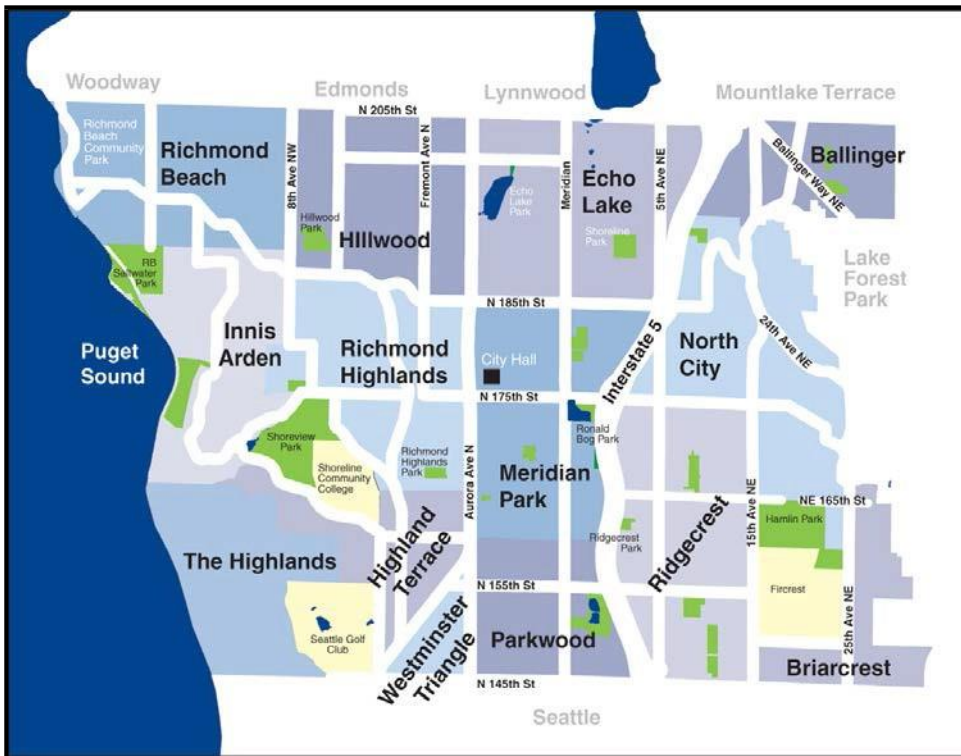 Woodway
Edmonds
Lynnwood
Mountlake Terrace
N 205th St
Richmond
Beach
Community
Park
Richmond
Beach
8th Ave NW
Fremont Ave N
Meridian
5th Ave NE
Ballinger Way NE
Ballinger
Echo
Lake
Park
Echo
Lake
Hillwood
Park
HIllwood
Shoreline
Park
RB
Saltwater
Park
Lake
Forest
Park
N 185th St
Interstate 5
Puget
Sound
Innis
Arden
Richmond
Highlands
City Hall
North
City
24th Ave NE
N 175th St
Ronald
Bog Park
Shoreview
Park
Shoreline
Community
College
Richmond
Highlands
Park
Aurora Ave N
Meridian
Park
15th Ave NE
NE 165th St
Hamlin Park
Ridgecrest
Park
Ridgecrest
The Highlands
Highland
Terrace
N 155th St
Fircrest
25th Ave NE
Seattle Golf
Club
Westminster
Triangle
Parkwood
Briarcrest
N 145th St
Seattle